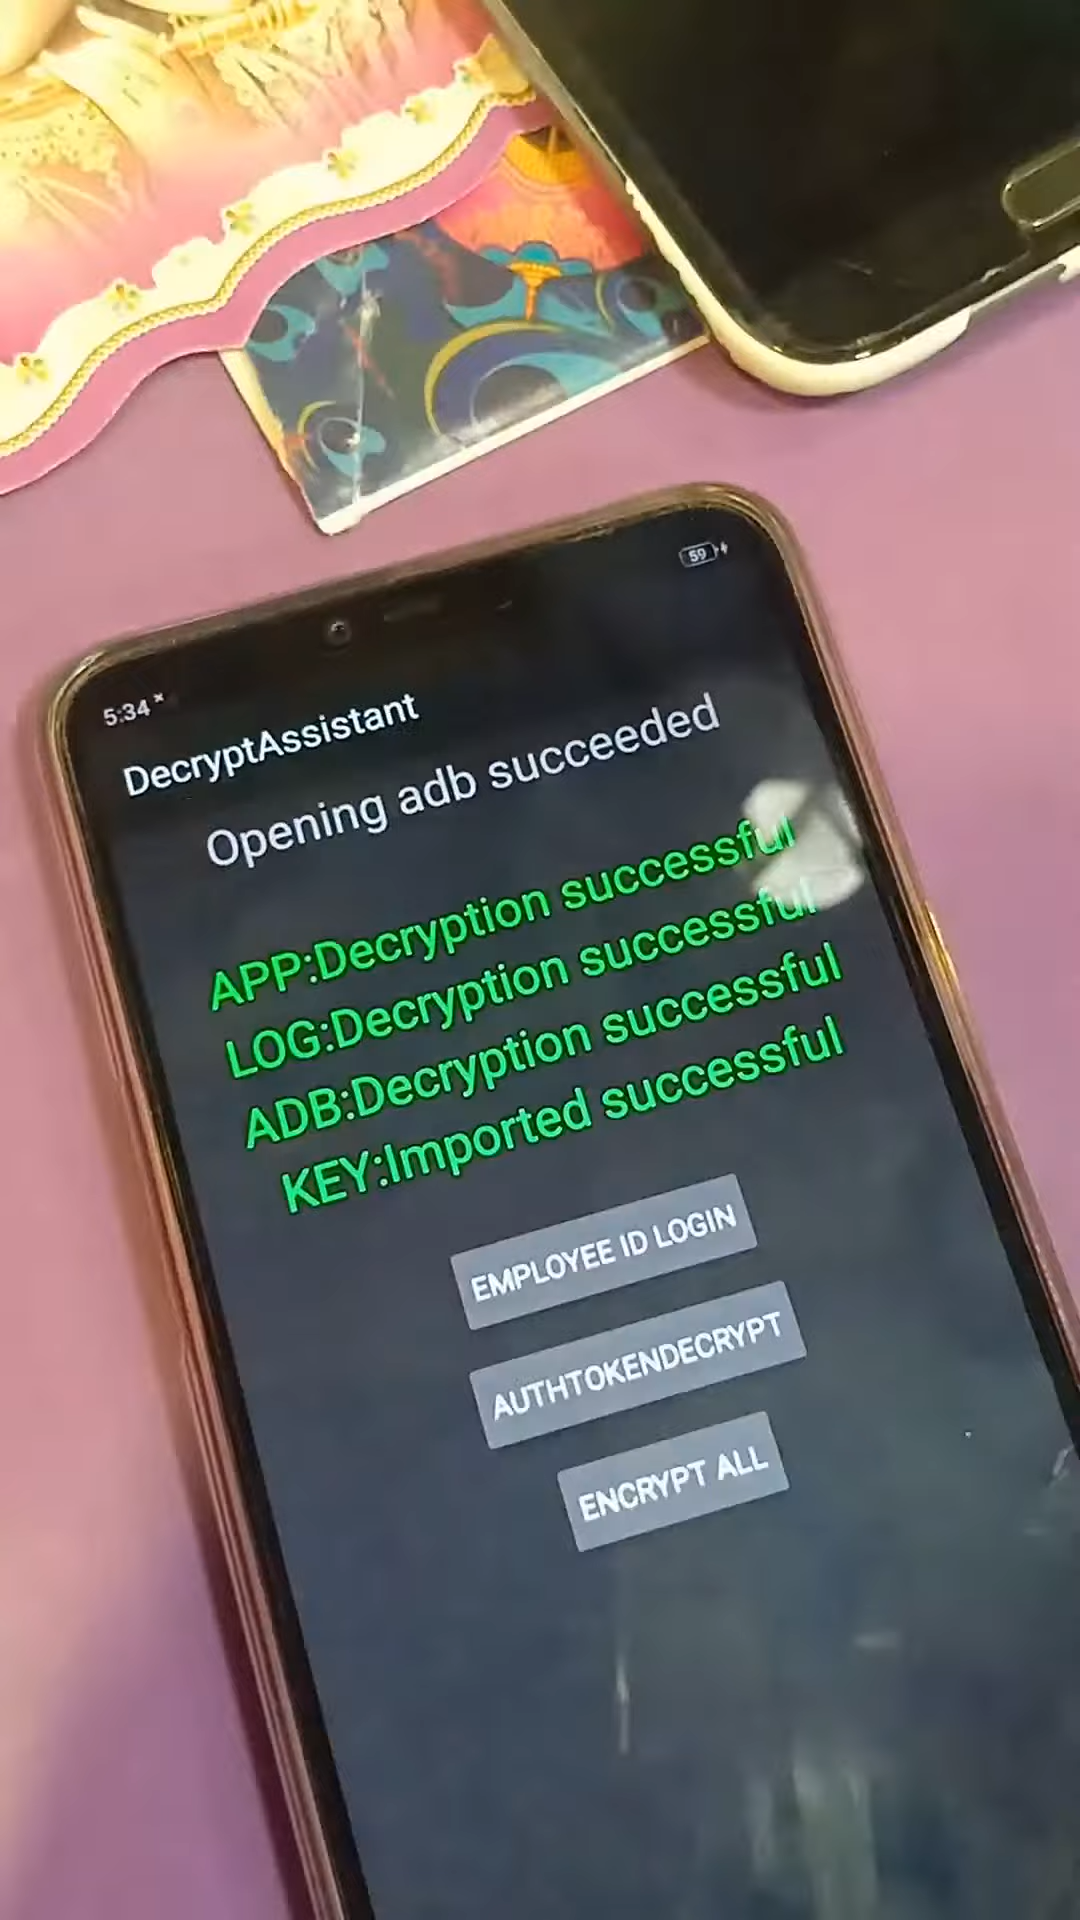 59
5:34
DecryptAssistant
Opening adb succeeded
APP:Decryption successful
LOG:Decryption successful
ADB:Decryption successful
KEY:Imported successful
EMPLOYEE ID LOGIN
AUTHTOKENDECRYPT
ENCRYPT ALL